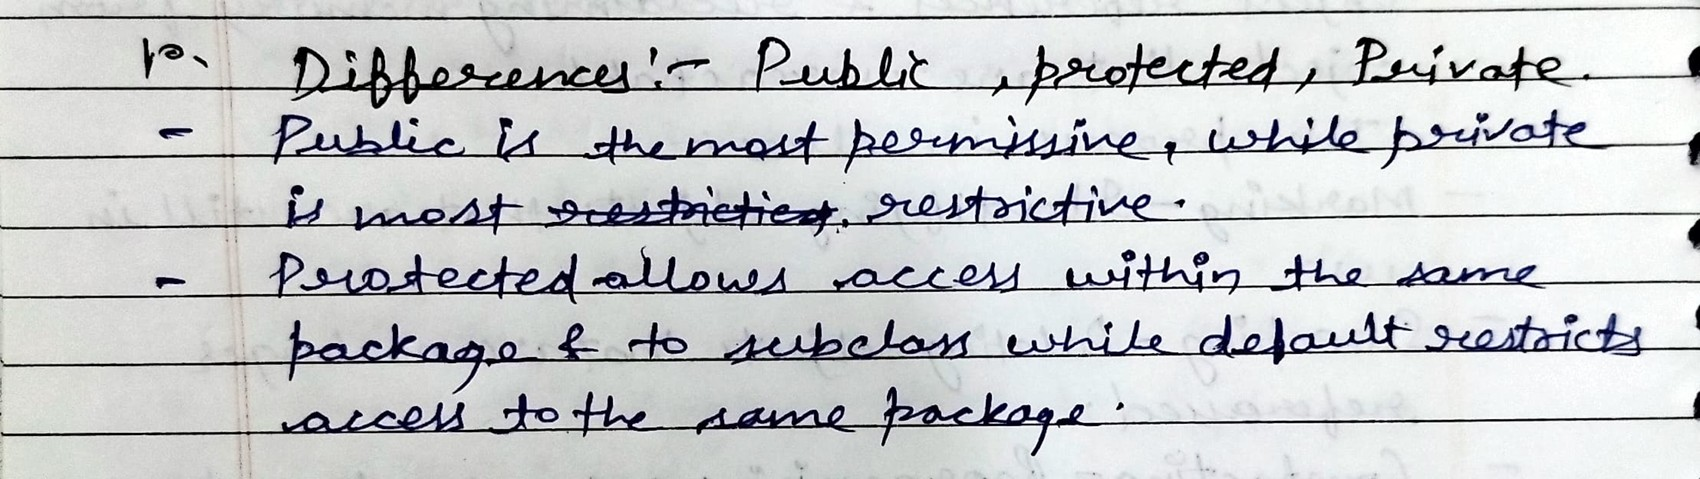 10. Differences:- Public, protected, Private.
- Public is the most permissive, while private
is most restrictive.
- Protected allows access within the same
package & to subclass while default restricts
access to the same package.